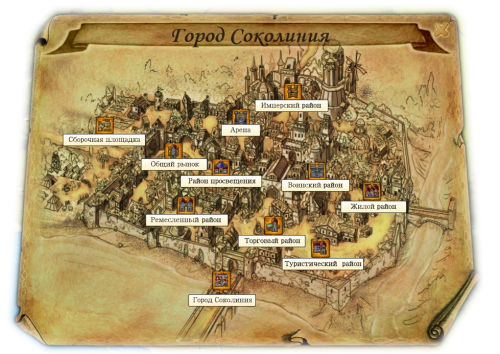 Город Соколиния
Имперский район
Арена
Сборочная площадка
Общий рынок
Район просвещения
Воинский район
Жилой район
Ремесленный район
Торговый район
Туристический район
Город Соколиния